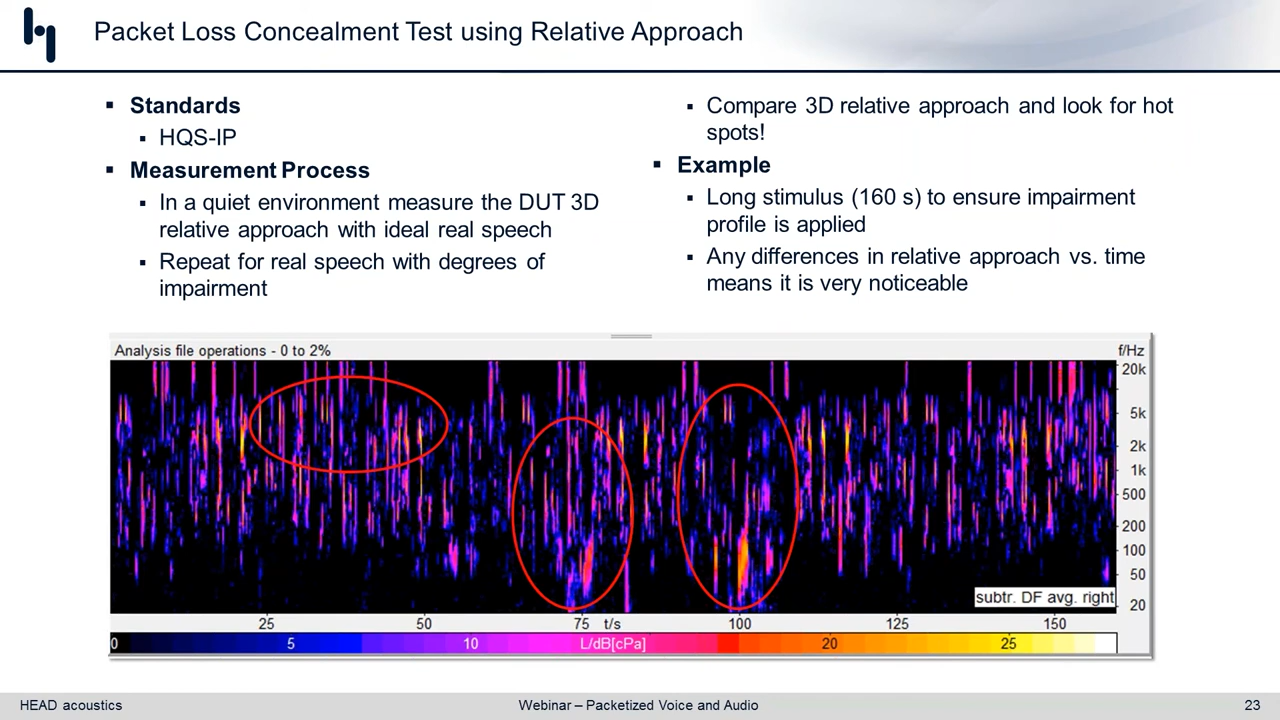 Packet Loss Concealment Test using Relative Approach
▪ Standards
▪ HQS-IP
▪ Measurement Process
▪ In a quiet environment measure the DUT 3D
relative approach with ideal real speech
▪ Repeat for real speech with degrees of
impairment
▪ Compare 3D relative approach and look for hot
spots!
▪ Example
▪ Long stimulus (160 s) to ensure impairment
profile is applied
▪ Any differences in relative approach vs. time
means it is very noticeable
Analysis file operations - 0 to 2%
f/Hz
20k
5k
2k
1k
500
200
100
50
20
subtr. DF avg. right
25 50 75 t/s 100 125 150
0 5 10 L/dB[cPa] 20 25
HEAD acoustics Webinar – Packetized Voice and Audio 23